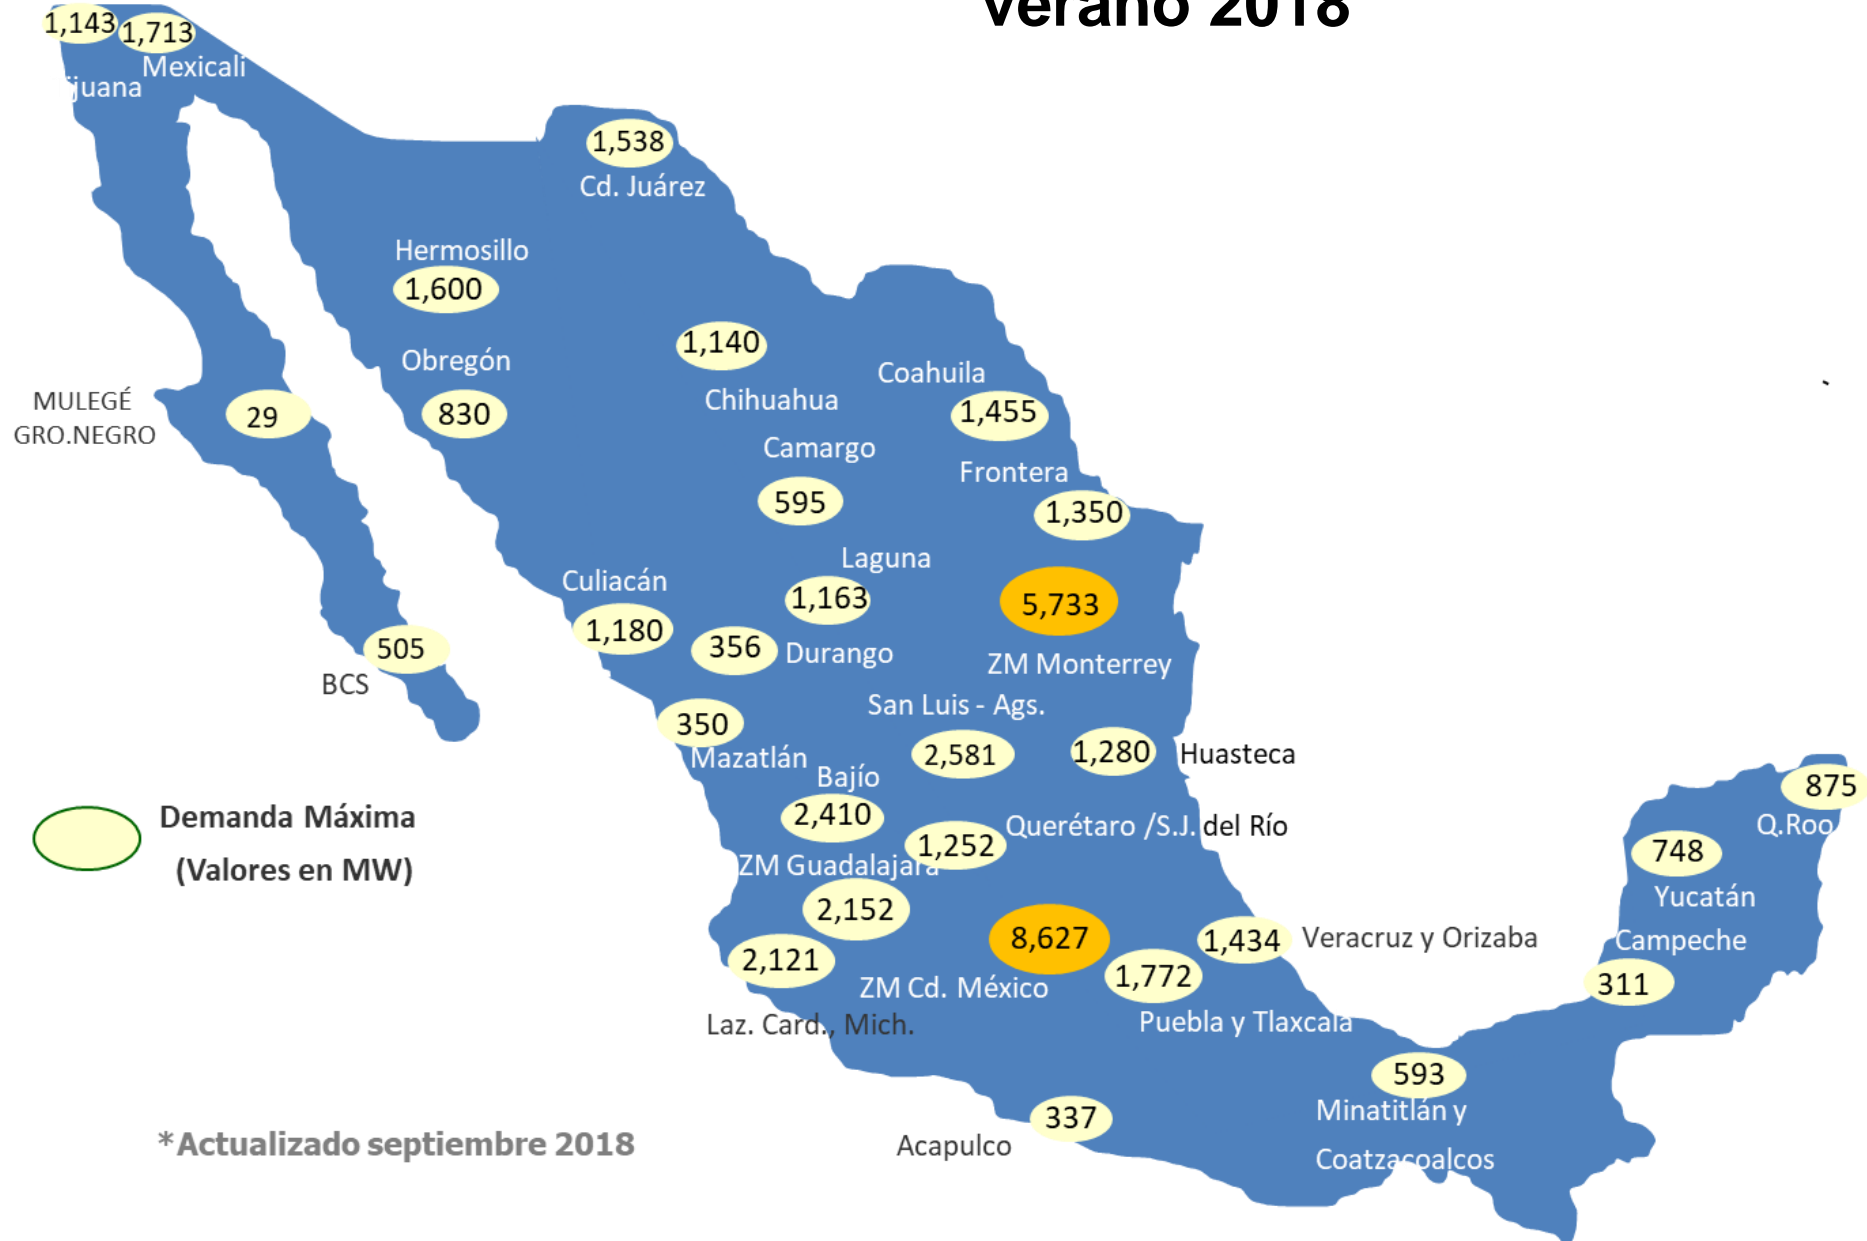 Verano 2018
1,143
1,713
Mexicali
ijuana
1,538
Cd. Juárez
Hermosillo
1,600
1,140
Chihuahua
Obregón
830
Coahuila
1,455
MULEGÉ
GRO.NEGRO
29
Camargo
595
Frontera
1,350
Laguna
1,163
Culiacán
1,180
356
Durango
5,733
ZM Monterrey
505
BCS
San Luis - Ags.
2,581
350
Mazatlán
1,280
Huasteca
Bajío
2,410
Querétaro /S.J. del Río
1,252
875
Q.Roo
748
Yucatán
Demanda Máxima
(Valores en MW)
ZM Guadalajara
2,152
8,627
ZM Cd. México
1,434
Veracruz y Orizaba
Campeche
311
2,121
Laz. Card., Mich.
1,772
Puebla y Tlaxcala
593
Minatitlán y
Coatzacoalcos
337
Acapulco
*Actualizado septiembre 2018